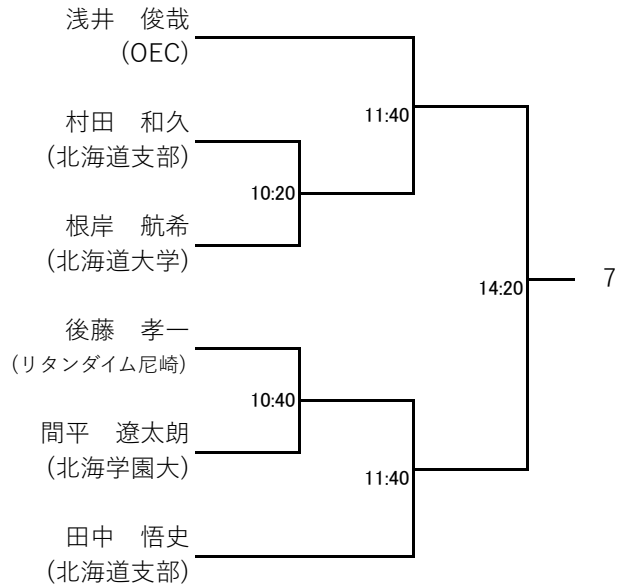 浅井　俊哉
(OEC)
11:40
村田　和久
(北海道支部)
10:20
根岸　航希
(北海道大学)
14:20
7
後藤　孝一
(リタンダイム尼崎)
10:40
間平　遼太朗
(北海学園大)
11:40
田中　悟史
(北海道支部)